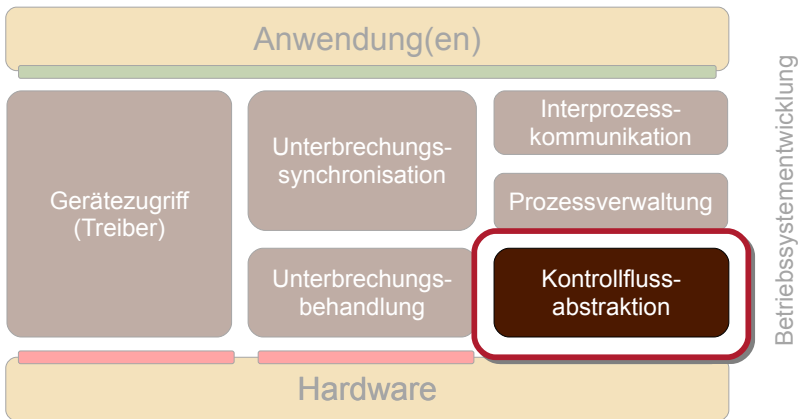 Anwendung(en)
Gerätezugriff
(Treiber)
Unterbrechungs-
synchronisation
Interprozess-
kommunikation
Prozessverwaltung
Unterbrechungs-
behandlung
Kontrollfluss-
abstraktion
Hardware
Betriebssystementwicklung